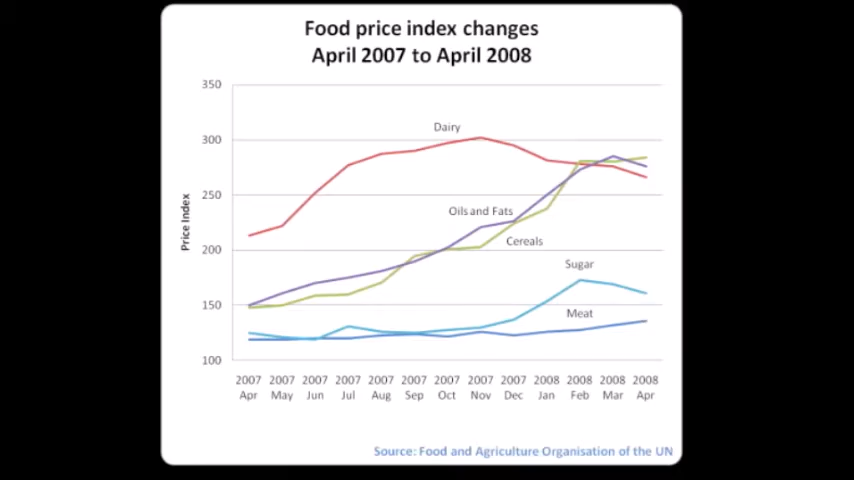 Food price index changes
April 2007 to April 2008
350
300
250
200
150
100
Price Index
Dairy
Oils and Fats
Cereals
Sugar
Meat
2007 2007 2007 2007 2007 2007 2007 2007 2007 2008 2008 2008 2008
Apr May Jun Jul Aug Sep Oct Nov Dec Jan Feb Mar Apr
Source: Food and Agriculture Organisation of the UN